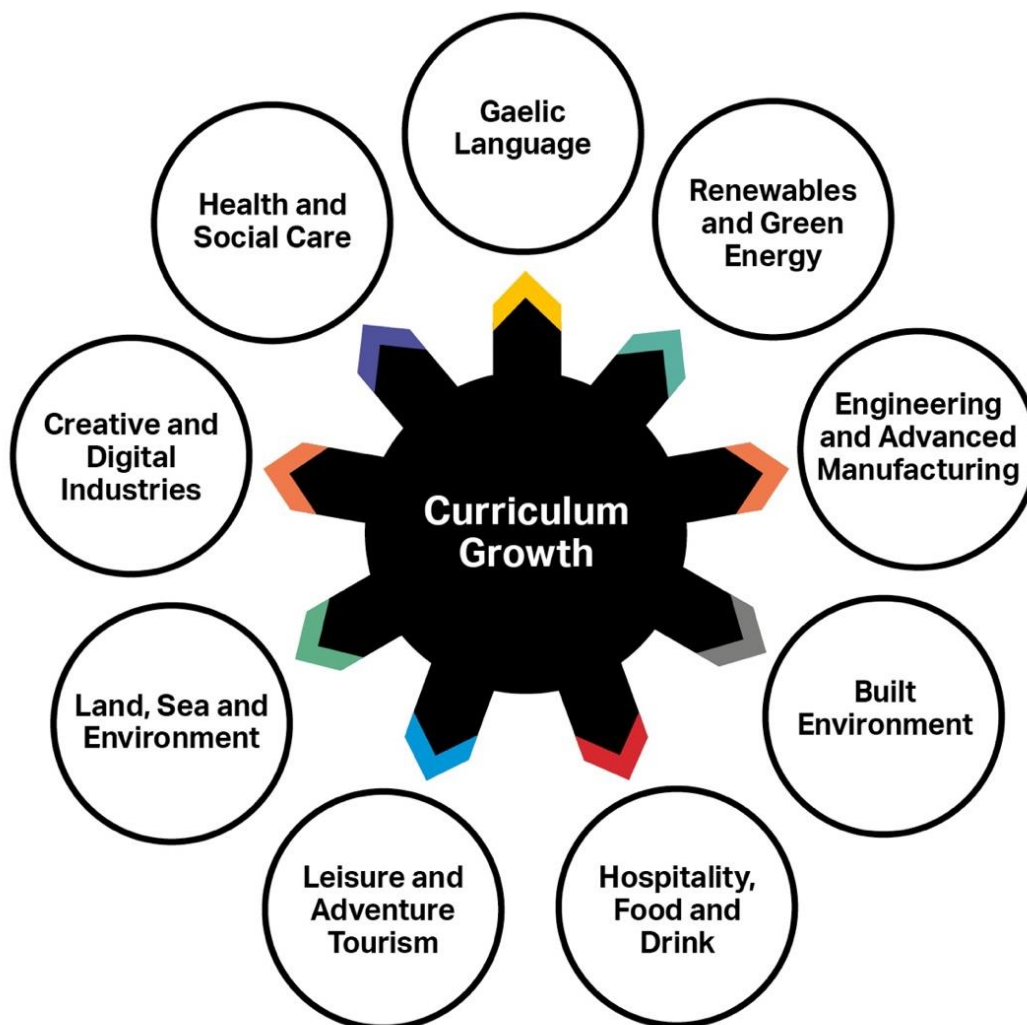 Gaelic
Language
Renewables
and Green
Energy
Engineering
and Advanced
Manufacturing
Built
Environment
Hospitality,
Food and
Drink
Leisure and
Adventure
Tourism
Land, Sea and
Environment
Creative and
Digital
Industries
Health and
Social Care
Curriculum
Growth